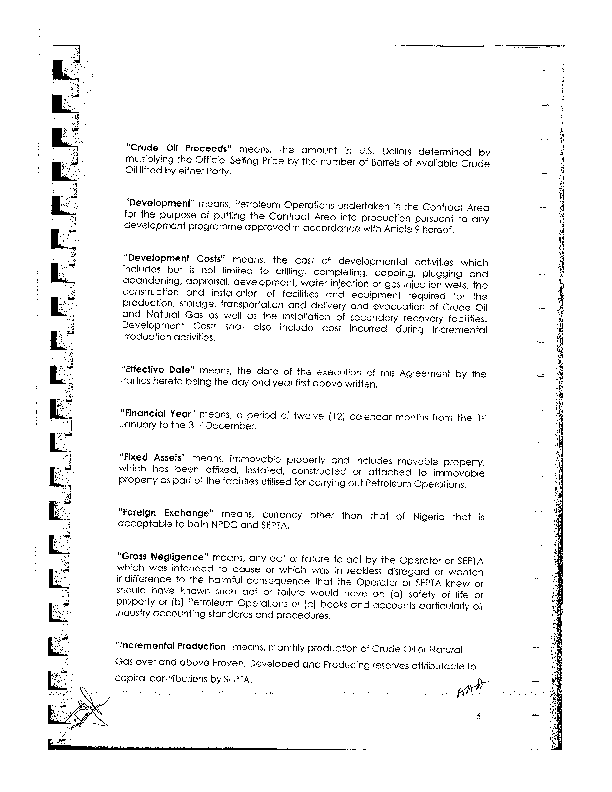 "Crude Oil Proceeds" means, the amount in U.S. Dollars determined by
multiplying the Official Selling Price by the number of Barrels of Available Crude
Oil lifted by either Party.
"Development" means, Petroleum Operations undertaken in the Contract Area
for the purpose of putting the Contract Area into production pursuant to any
development programme approved in accordance with Article 9 hereof.
"Development Costs" means, the cost of developmental activities which
includes but is not limited to drilling, completing, capping, plugging and
abandoning, appraisal, development, water injection or gas injection wells, the
construction and installation of facilities and equipment required for the
production, storage, transportation and delivery and evacuation of Crude Oil
and Natural Gas as well as the installation of secondary recovery facilities.
Development Costs shall also include cost incurred during Incremental
Production activities.
"Effective Date" means, the date of the execution of this Agreement by the
Parties hereto being the day and year first above written.
"Financial Year" means, a period of twelve (12) calendar months from the 1st
January to the 31st December.
"Fixed Assets" means, immovable property and includes movable property,
which has been affixed, installed, constructed or attached to immovable
property as part of the facilities utilised for carrying out Petroleum Operations.
"Foreign Exchange" means, currency other than that of Nigeria that is
acceptable to both NPDC and SEPTA.
"Gross Negligence" means, any act or failure to act by the Operator or SEPTA
which was intended to cause or which was in reckless disregard or wanton
indifference to the harmful consequence that the Operator or SEPTA knew or
should have known such act or failure would have on (a) safety of life or
property or (b) Petroleum Operations or (c) books and accounts particularly of
industry accounting standards and procedures.
"Incremental Production means, monthly production of Crude Oil or Natural
Gas over and above Proven, Developed and Producing reserves attributable to
capital contributions by SEPTA.